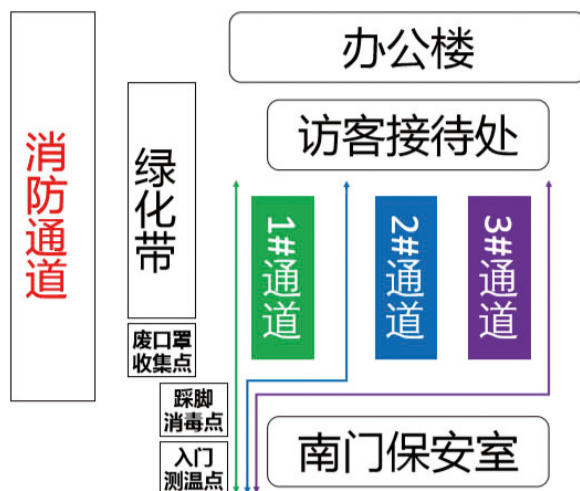 办公楼
消防通道
绿化带
访客接待处
1#通道
2#通道
3#通道
废口罩
收集点
踩脚
消毒点
入门
测温点
南门保安室